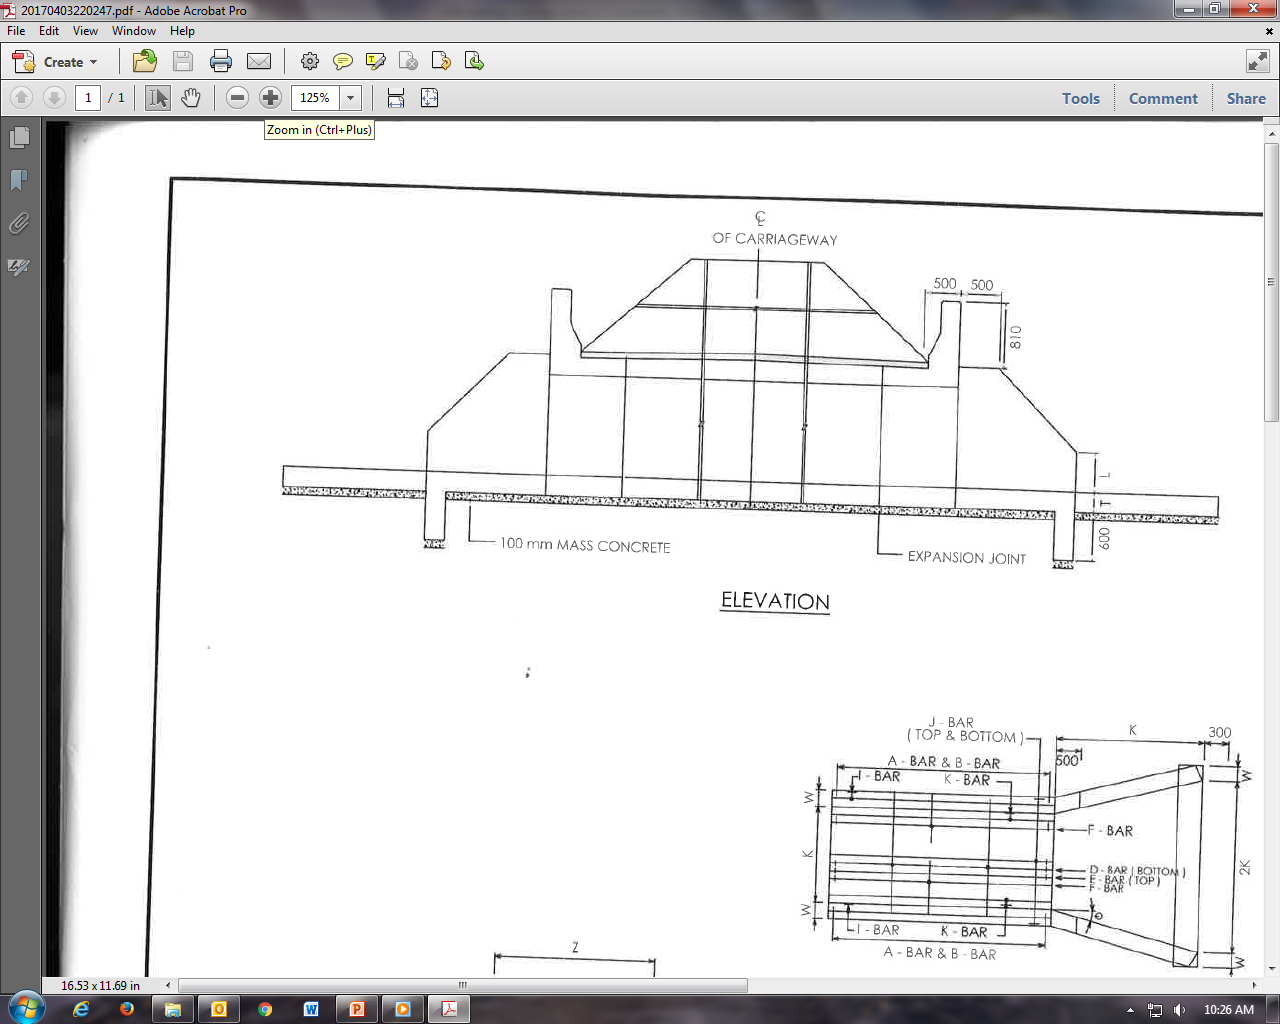 20170403220247.pdf - Adobe Acrobat Pro
File Edit View Window Help
Create
1 / 1
125%
Tools Comment Share
Zoom in (Ctrl+Plus)
℄
OF CARRIAGEWAY
500 500
810
L
T
600
100 mm MASS CONCRETE
EXPANSION JOINT
ELEVATION
J - BAR
( TOP & BOTTOM )
K
300
500
A - BAR & B - BAR
I - BAR
K - BAR
W
W
F - BAR
K
D - BAR ( BOTTOM )
E - BAR ( TOP )
F - BAR
2K
W
Θ
I - BAR
K - BAR
A - BAR & B - BAR
W
Z
16.53 x 11.69 in
10:26 AM